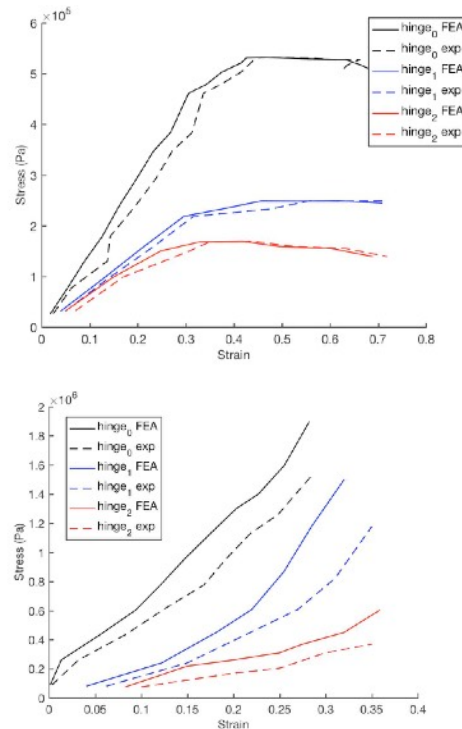 ×10⁵
6
5
4
3
2
1
0
0 0.1 0.2 0.3 0.4 0.5 0.6 0.7 0.8
Stress (Pa)
Strain
hinge₀ FEA
hinge₀ exp
hinge₁ FEA
hinge₁ exp
hinge₂ FEA
hinge₂ exp
×10⁶
2
1.8
1.6
1.4
1.2
1
0.8
0.6
0.4
0.2
0
0 0.05 0.1 0.15 0.2 0.25 0.3 0.35 0.4
Stress (Pa)
Strain
hinge₀ FEA
hinge₀ exp
hinge₁ FEA
hinge₁ exp
hinge₂ FEA
hinge₂ exp